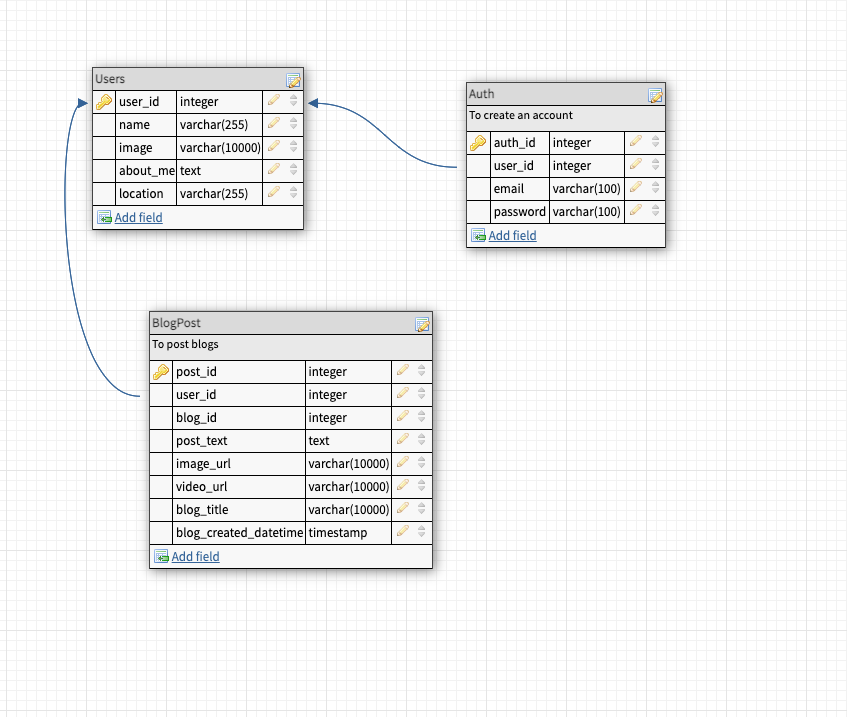 Users
user_id integer
name varchar(255)
image varchar(10000)
about_me text
location varchar(255)
Add field
Auth
To create an account
auth_id integer
user_id integer
email varchar(100)
password varchar(100)
Add field
BlogPost
To post blogs
post_id integer
user_id integer
blog_id integer
post_text text
image_url varchar(10000)
video_url varchar(10000)
blog_title varchar(10000)
blog_created_datetime timestamp
Add field